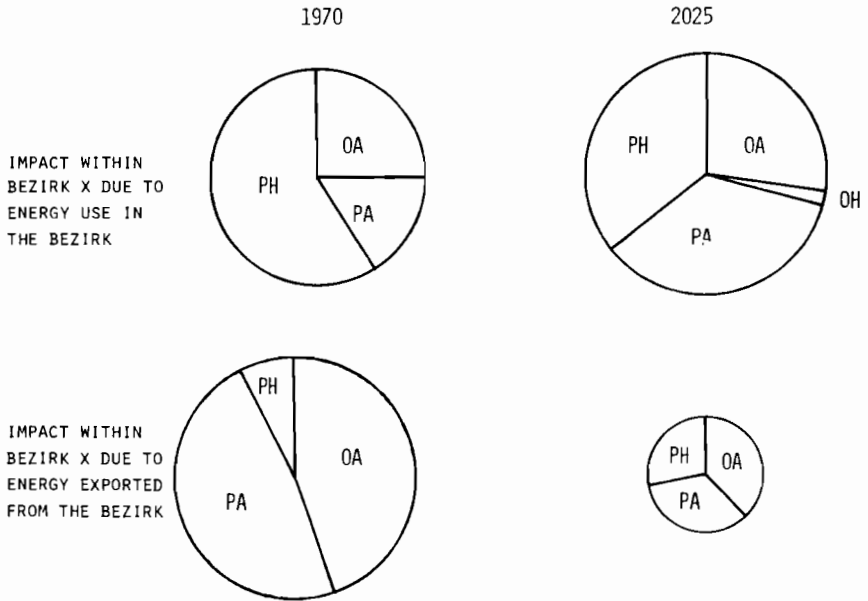 1970
2025
IMPACT WITHIN
BEZIRK X DUE TO
ENERGY USE IN
THE BEZIRK
PH
OA
PA
PH
OA
OH
PA
IMPACT WITHIN
BEZIRK X DUE TO
ENERGY EXPORTED
FROM THE BEZIRK
PH
OA
PA
PH
OA
PA